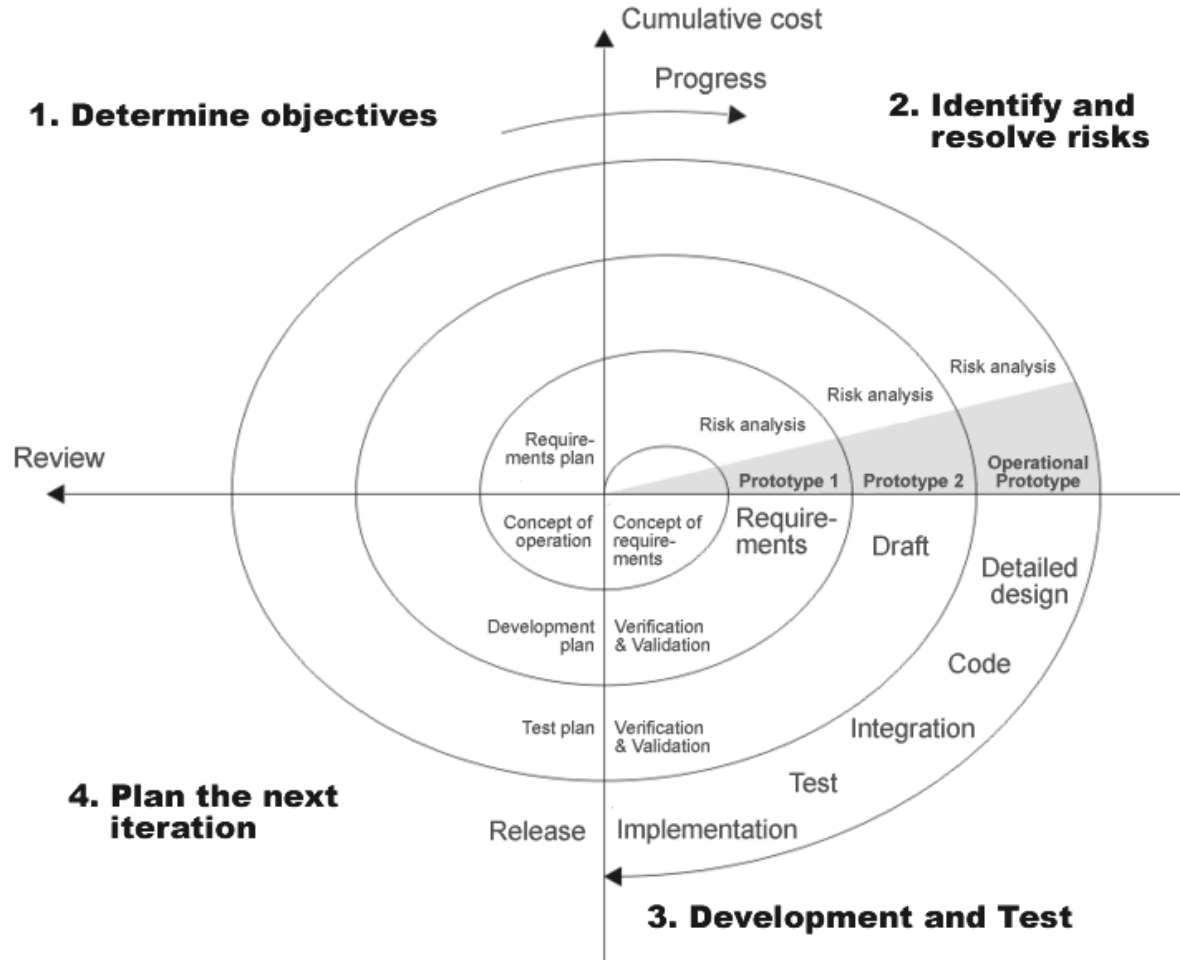 Cumulative cost
Progress
1. Determine objectives
2. Identify and
resolve risks
Risk analysis
Risk analysis
Risk analysis
Require-
ments plan
Review
Operational
Prototype
Prototype 1
Prototype 2
Concept of
operation
Concept of
require-
ments
Require-
ments
Draft
Detailed
design
Development
plan
Verification
& Validation
Code
Test plan
Verification
& Validation
Integration
Test
4. Plan the next
iteration
Release
Implementation
3. Development and Test